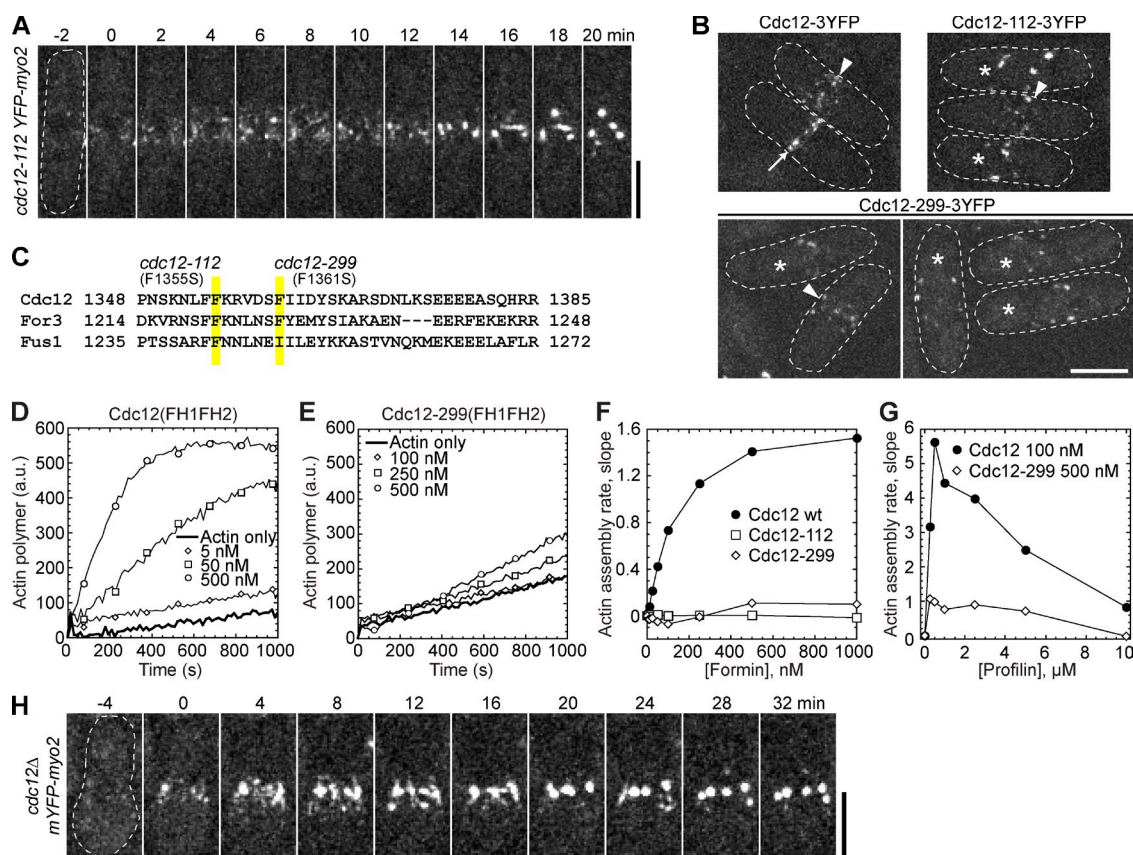 A
-2 0 2 4 6 8 10 12 14 16 18 20 min
cdc12-112 YFP-myo2
B
Cdc12-3YFP Cdc12-112-3YFP
* *
Cdc12-299-3YFP
* * * *
C
cdc12-112 cdc12-299
(F1355S) (F1361S)
Cdc12 1348 PNSKNLFFKRVDSFIIDYSKARSDNLKSEEEEASQHRR 1385
For3 1214 DKVRNSFFKNLNSFYEMYSIAKAEN---EERFEKEKRR 1248
Fus1 1235 PTSSARFFNNLNEIILEYKKASTVNQKMEKEEELAFLRR 1272
D
Cdc12(FH1FH2)
Actin polymer (a.u.)
600
500
400
300
200
100
0
Actin only
5 nM
50 nM
500 nM
0 200 400 600 800 1000
Time (s)
E
Cdc12-299(FH1FH2)
Actin polymer (a.u.)
600
500
400
300
200
100
0
Actin only
100 nM
250 nM
500 nM
0 200 400 600 800 1000
Time (s)
F
Actin assembly rate, slope
1.6
1.2
0.8
0.4
0
Cdc12 wt
Cdc12-112
Cdc12-299
0 200 400 600 800 1000
[Formin], nM
G
Actin assembly rate, slope
6
5
4
3
2
1
0
Cdc12 100 nM
Cdc12-299 500 nM
0 2 4 6 8 10
[Profilin], µM
H
-4 0 4 8 12 16 20 24 28 32 min
cdc12Δ
mYFP-myo2